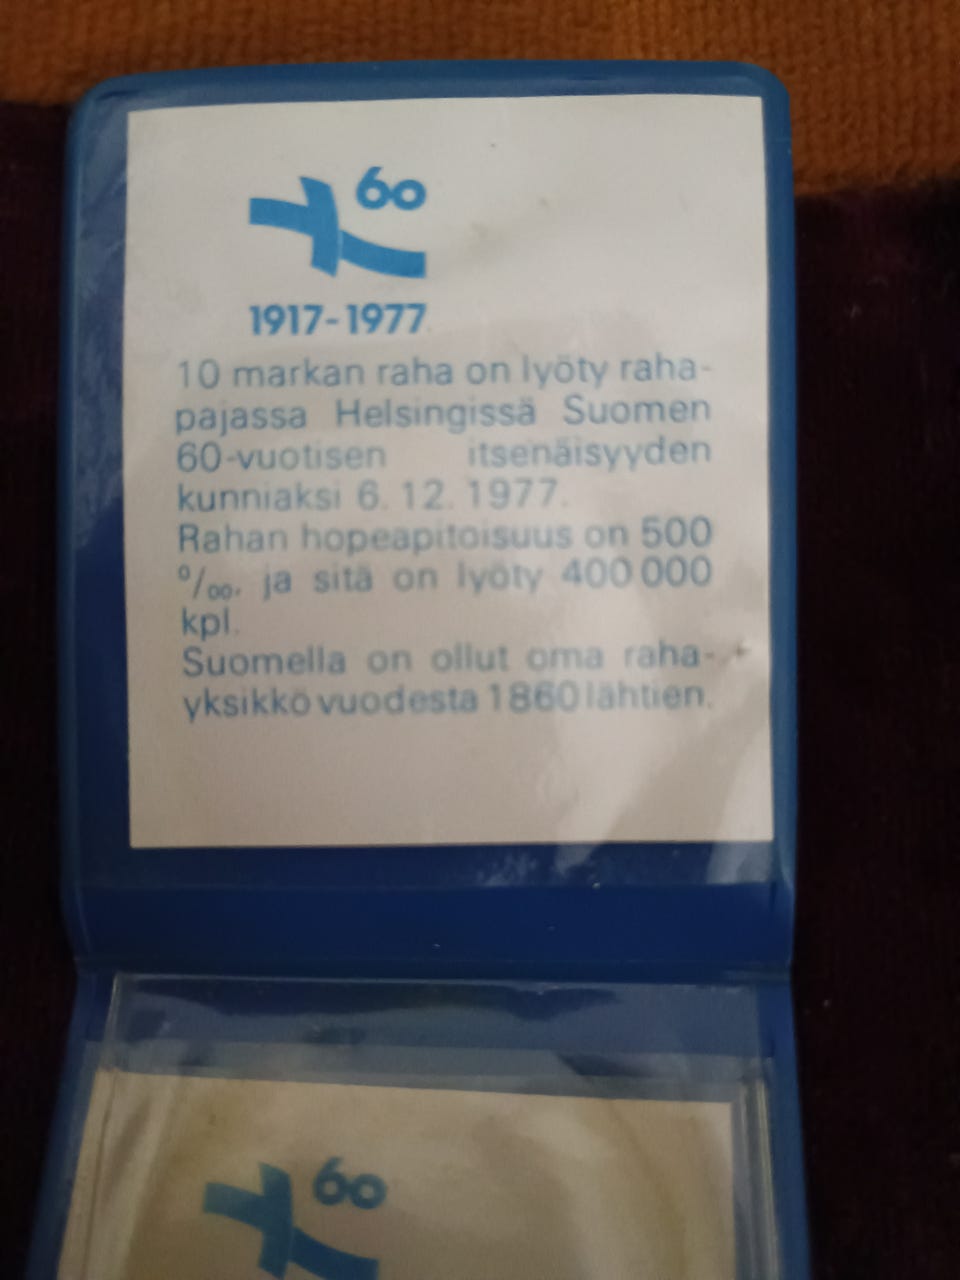 60
1917-1977
10 markan raha on lyöty raha-
pajassa Helsingissä Suomen
60-vuotisen itsenäisyyden
kunniaksi 6. 12. 1977.
Rahan hopeapitoisuus on 500
⁰/₀₀, ja sitä on lyöty 400 000
kpl.
Suomella on ollut oma raha-
yksikkö vuodesta 1860 lähtien.
60